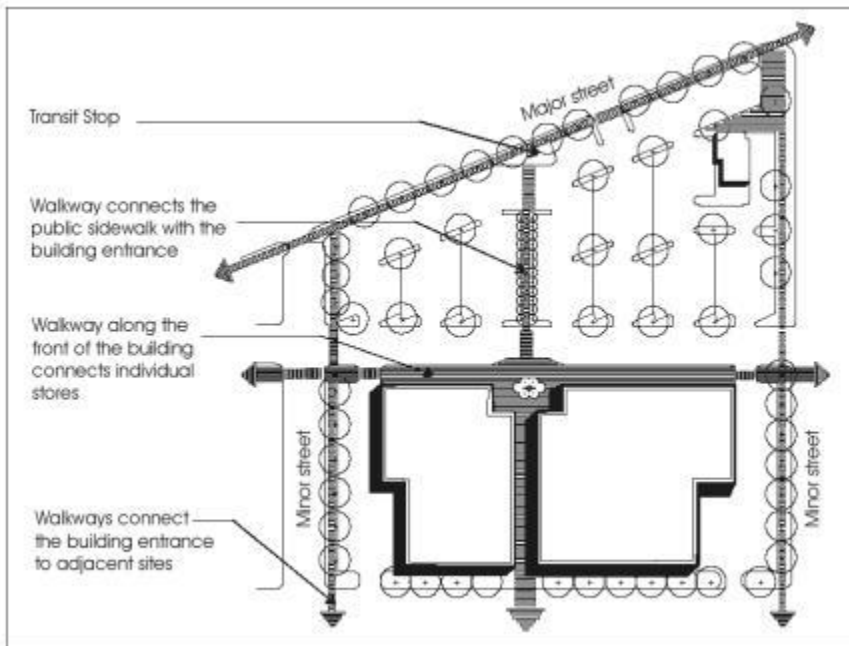 Major street
Transit Stop
Walkway connects the
public sidewalk with the
building entrance
Walkway along the
front of the building
connects individual
stores
Minor street
Minor street
Walkways connect
the building entrance
to adjacent sites